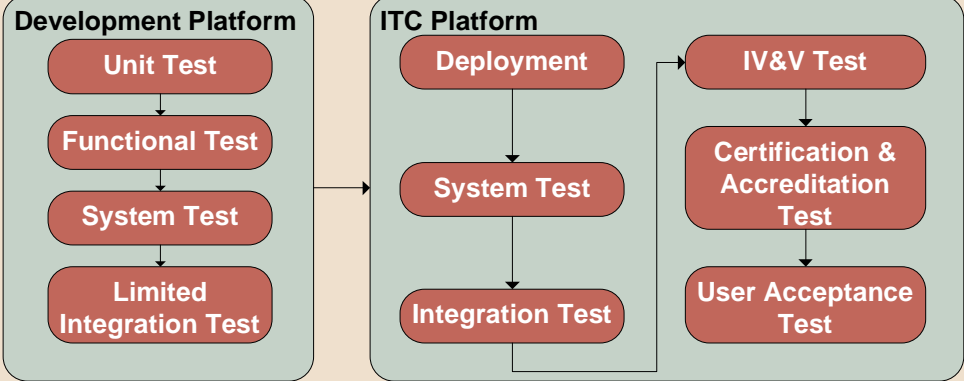 Development Platform
Unit Test
Functional Test
System Test
Limited
Integration Test
ITC Platform
Deployment
System Test
Integration Test
IV&V Test
Certification &
Accreditation
Test
User Acceptance
Test